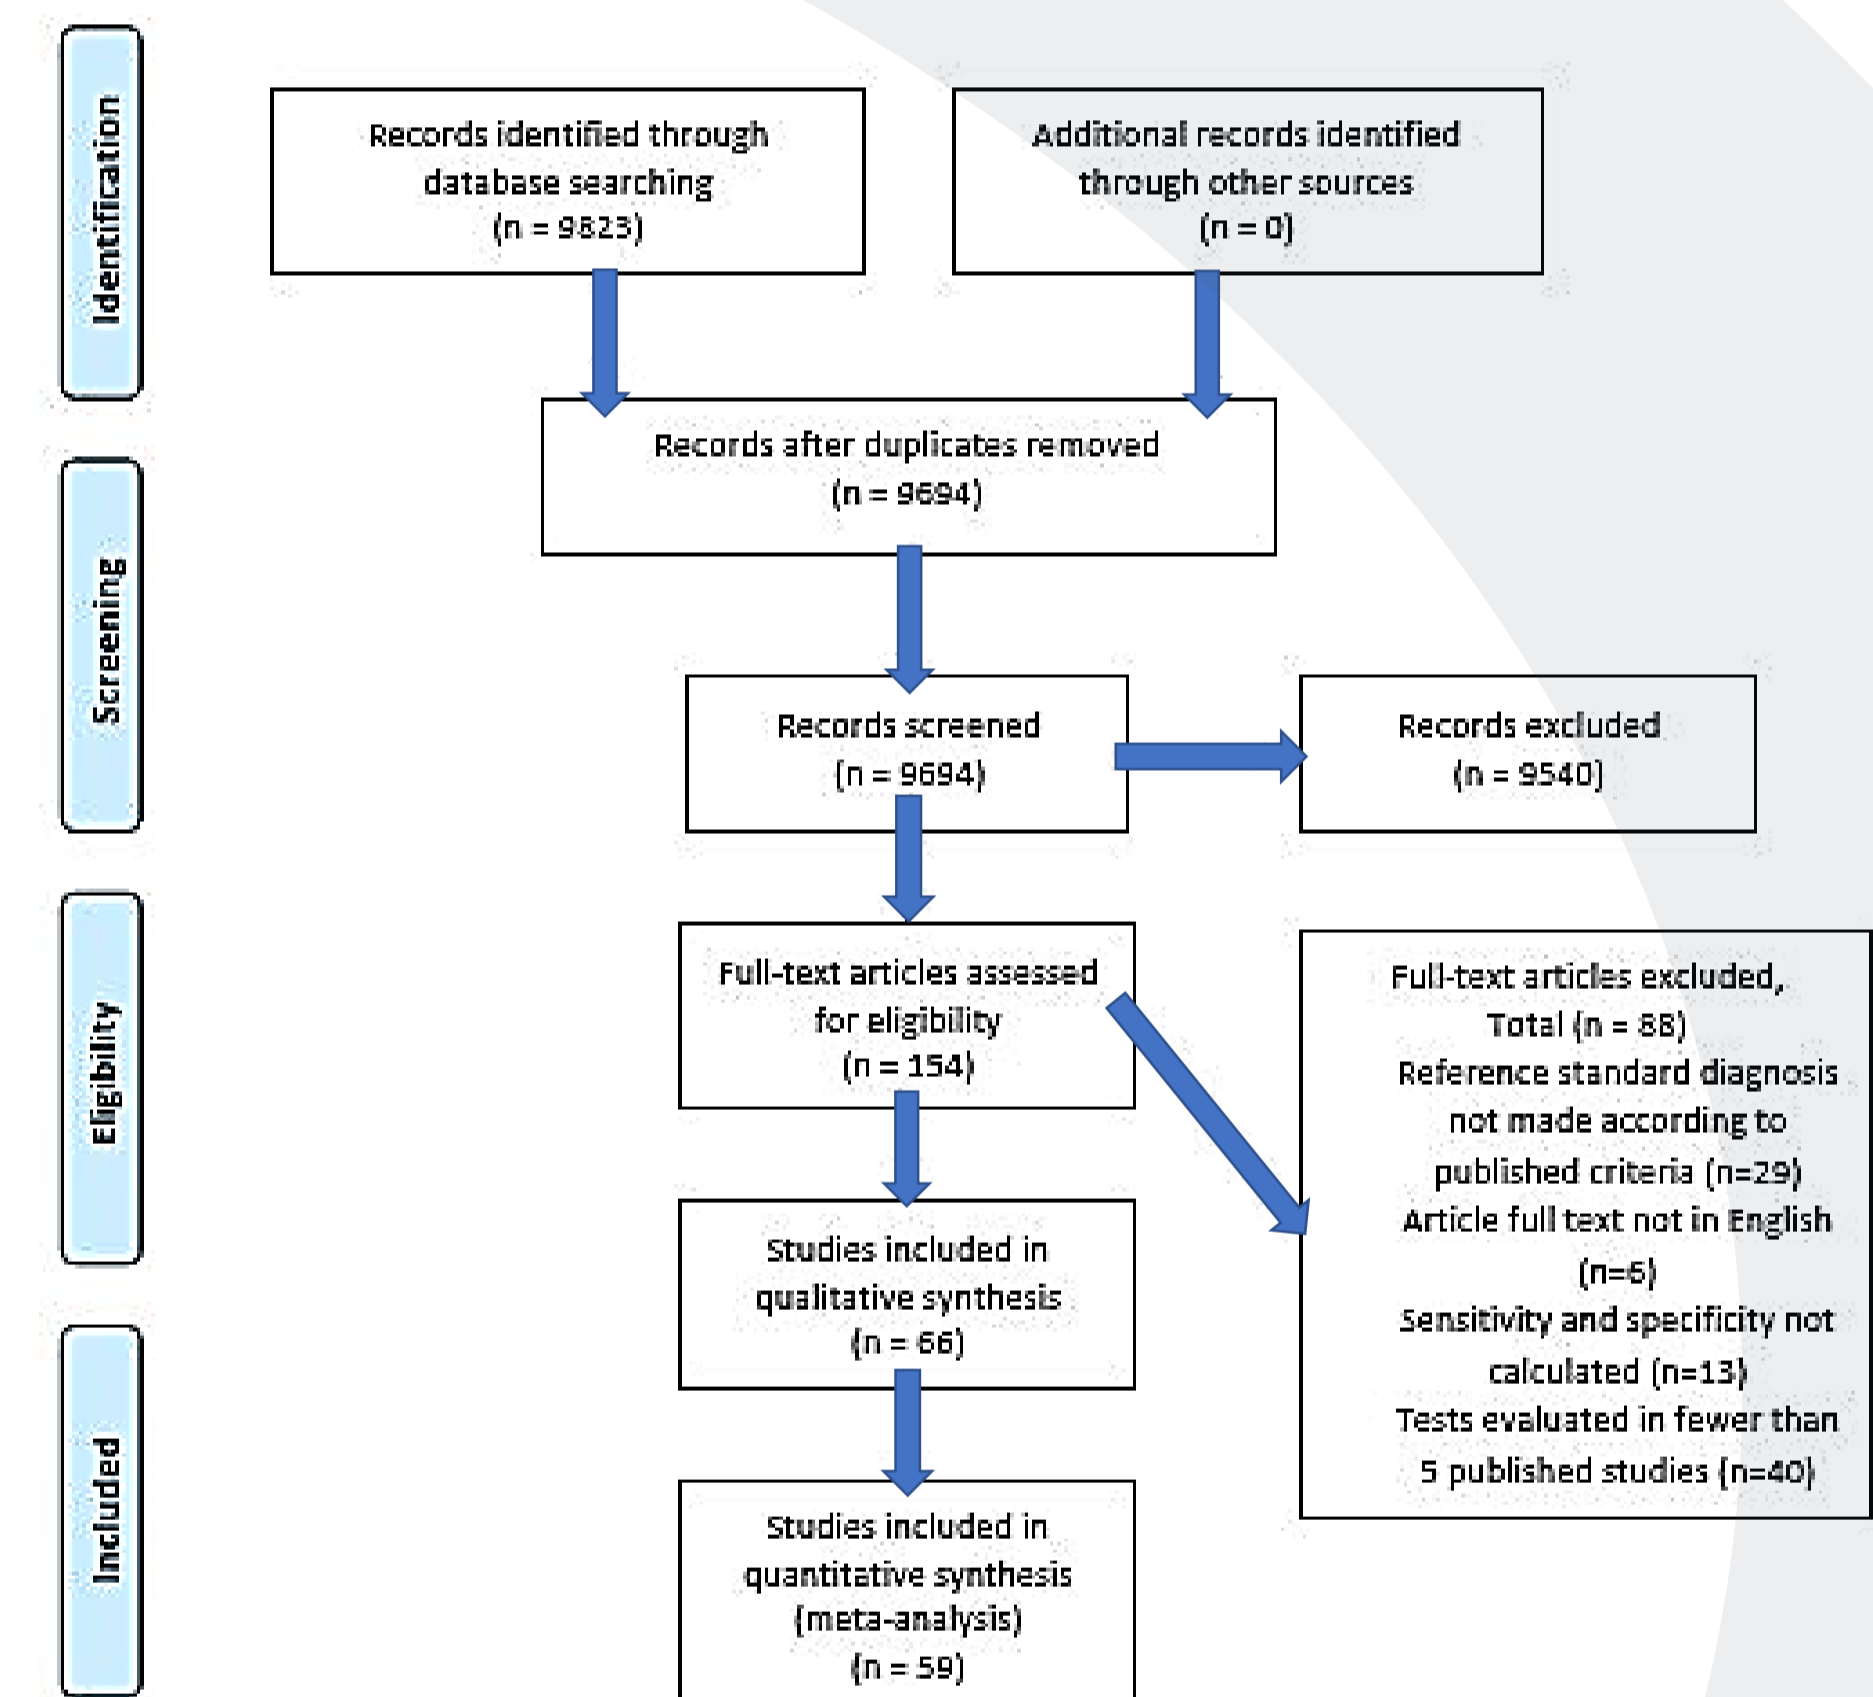 Identification
Records identified through
database searching
(n = 9823)
Additional records identified
through other sources
(n = 0)
Records after duplicates removed
(n = 9694)
Screening
Records screened
(n = 9694)
Records excluded
(n = 9540)
Eligibility
Full-text articles assessed
for eligibility
(n = 154)
Full-text articles excluded,
Total (n = 88)
Reference standard diagnosis
not made according to
published criteria (n=29)
Article full text not in English
(n=6)
Sensitivity and specificity not
calculated (n=13)
Tests evaluated in fewer than
5 published studies (n=40)
Studies included in
qualitative synthesis
(n = 66)
Included
Studies included in
quantitative synthesis
(meta-analysis)
(n = 59)